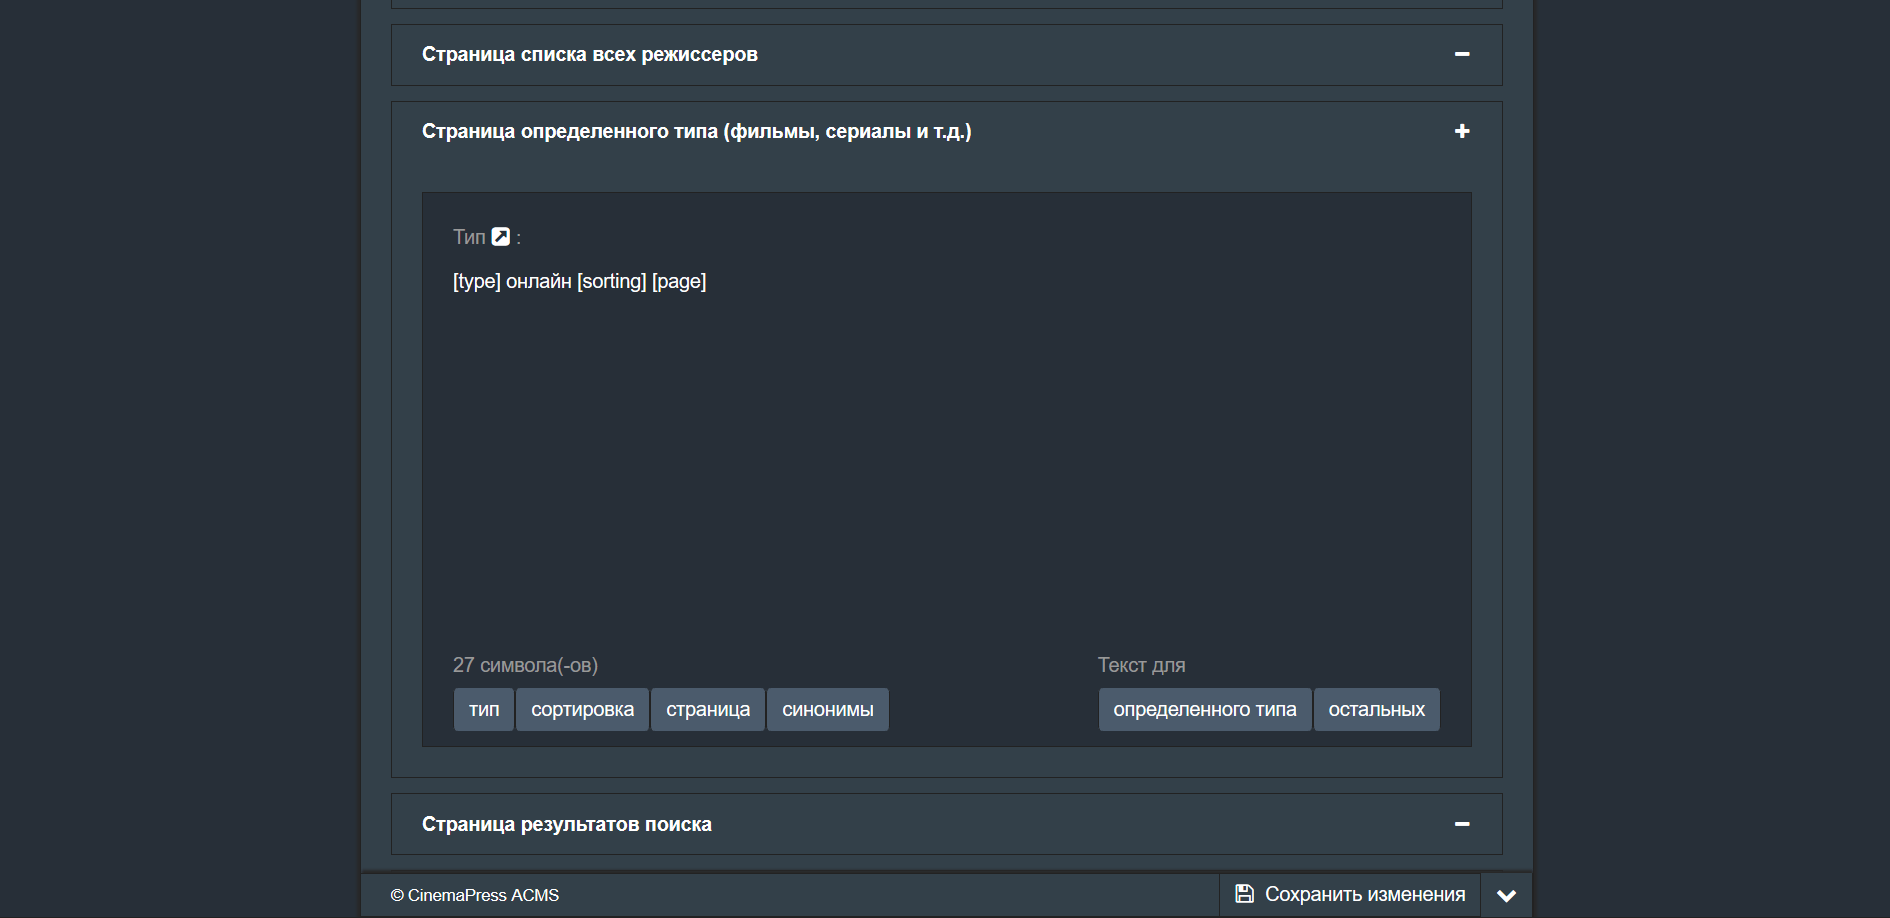 Страница списка всех режиссеров
Страница определенного типа (фильмы, сериалы и т.д.)
Тип :
[type] онлайн [sorting] [page]
27 символа(-ов)
Текст для
тип сортировка страница синонимы
определенного типа остальных
Страница результатов поиска
© CinemaPress ACMS
Сохранить изменения